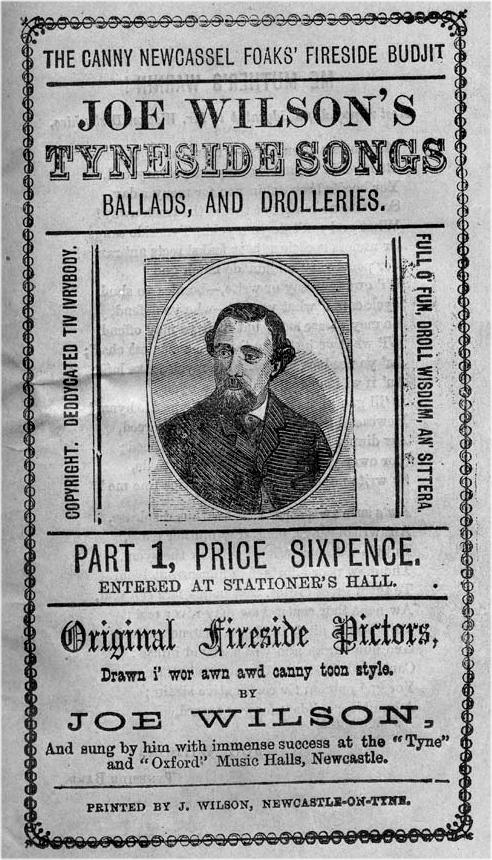 THE CANNY NEWCASSEL FOAKS' FIRESIDE BUDJIT
JOE WILSON'S
TYNESIDE SONGS
BALLADS, AND DROLLERIES.
COPYRIGHT. DEDDYCATED TIV IVRYBODY.
FULL O' FUN, DROLL WISDUM, AN' SITTERA.
PART 1, PRICE SIXPENCE.
ENTERED AT STATIONER'S HALL.
Original Fireside Pictors,
Drawn i' wor awn awd canny toon style.
BY
JOE WILSON,
And sung by him with immense success at the "Tyne"
and "Oxford" Music Halls, Newcastle.
PRINTED BY J. WILSON, NEWCASTLE-ON-TYNE.